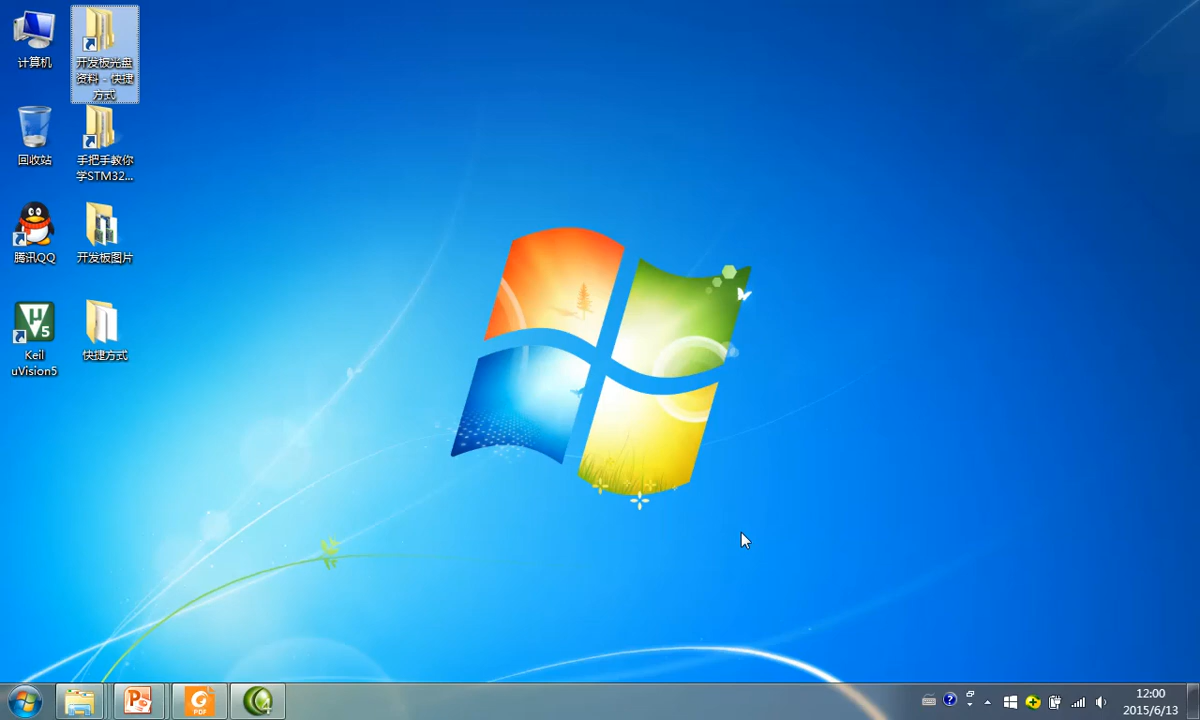 计算机
开发板光盘
资料 - 快捷
方式
回收站
手把手教你
学STM32...
腾讯QQ
开发板图片
Keil
uVision5
快捷方式
12:00
2015/6/13